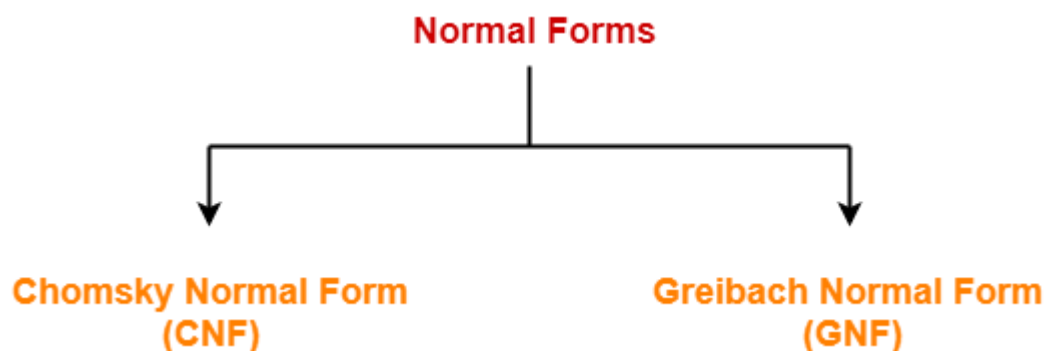 Normal Forms
Chomsky Normal Form
(CNF)
Greibach Normal Form
(GNF)